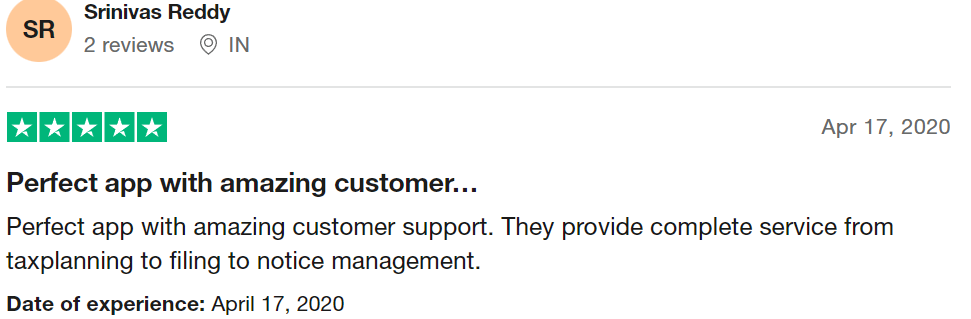 SR
Srinivas Reddy
2 reviews IN
Apr 17, 2020
Perfect app with amazing customer…
Perfect app with amazing customer support. They provide complete service from
taxplanning to filing to notice management.
Date of experience: April 17, 2020